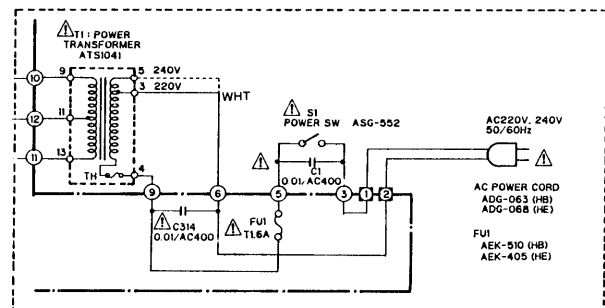 T1 : POWER
TRANSFORMER
ATS1041
10
9
5 240V
3 220V
WHT
12
11
11
13
TH
4
S1
POWER SW ASG-552
C1
0.01/AC400
AC220V, 240V
50/60Hz
9
6
5
3
1
2
C314
0.01/AC400
FU1
T1.6A
AC POWER CORD
ADG-063 (HB)
ADG-068 (HE)
FU1
AEK-510 (HB)
AEK-405 (HE)